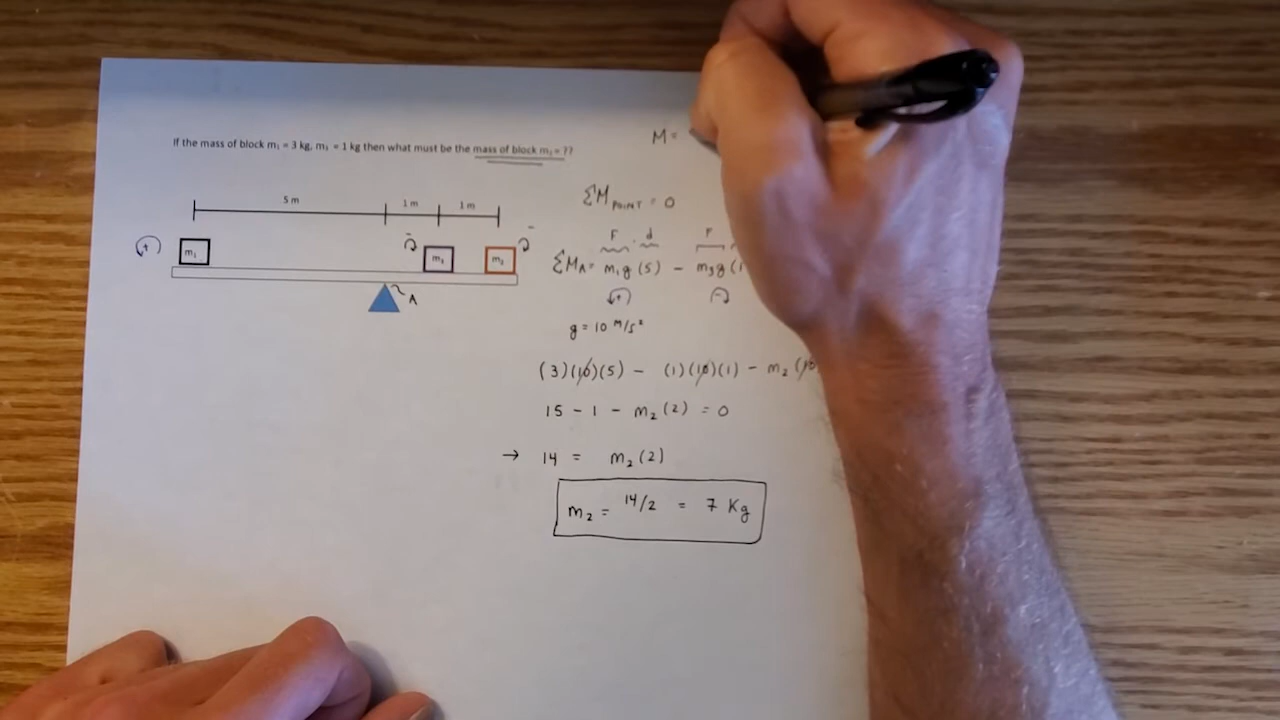 If the mass of block m₁ = 3 kg, m₃ = 1 kg then what must be the mass of block m₂ = ??
M =
5 m 1 m 1 m
ΣM_POINT = 0
F d F
m₁ m₃ m₂
ΣM_A = m₁g (5) - m₃g (1
(+) - - (+) (-)
A
g = 10 m/s²
(3)(10)(5) - (1)(10)(1) - m₂ (10
15 - 1 - m₂ (2) = 0
→ 14 = m₂ (2)
m₂ = 14/2 = 7 Kg